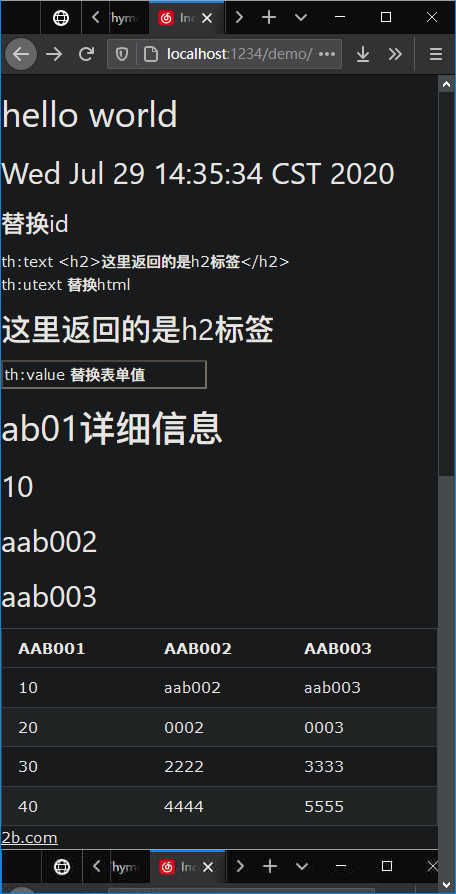 hyme
Inc
localhost:1234/demo/
hello world
Wed Jul 29 14:35:34 CST 2020
替换id
th:text <h2>这里返回的是h2标签</h2>
th:utext 替换html
这里返回的是h2标签
th:value 替换表单值
ab01详细信息
10
aab002
aab003
AAB001 AAB002 AAB003
10 aab002 aab003
20 0002 0003
30 2222 3333
40 4444 5555
2b.com
hyme
Inc